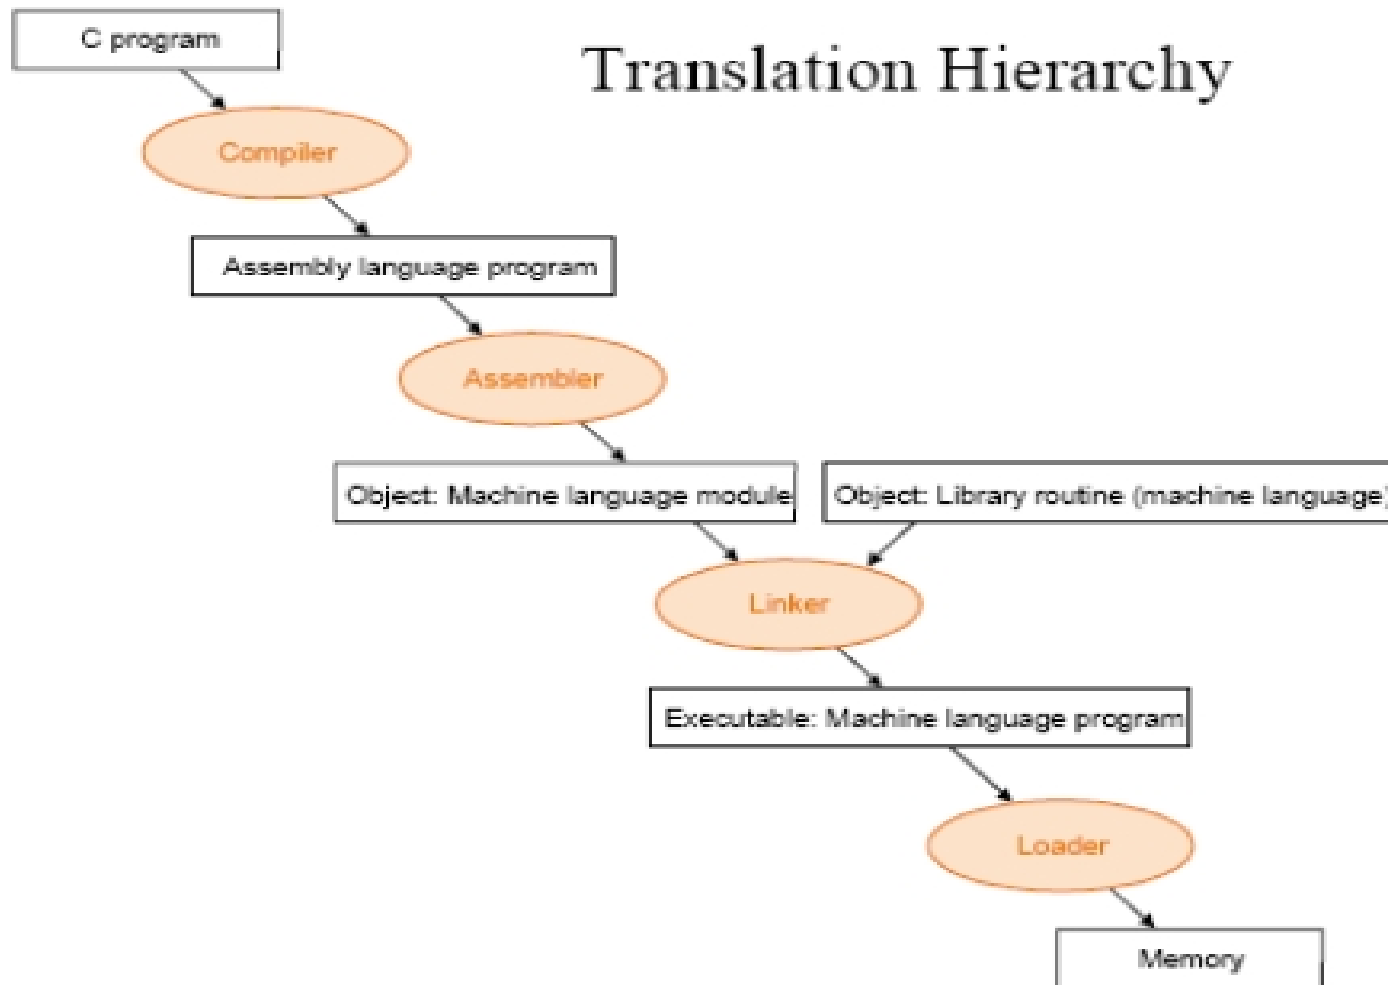 C program
Translation Hierarchy
Compiler
Assembly language program
Assembler
Object: Machine language module
Object: Library routine (machine language)
Linker
Executable: Machine language program
Loader
Memory